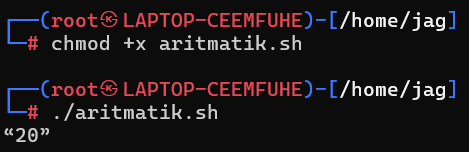 ┌──(root㉿LAPTOP-CEEMFUHE)-[/home/jag]
└─# chmod +x aritmatik.sh
┌──(root㉿LAPTOP-CEEMFUHE)-[/home/jag]
└─# ./aritmatik.sh
“20”